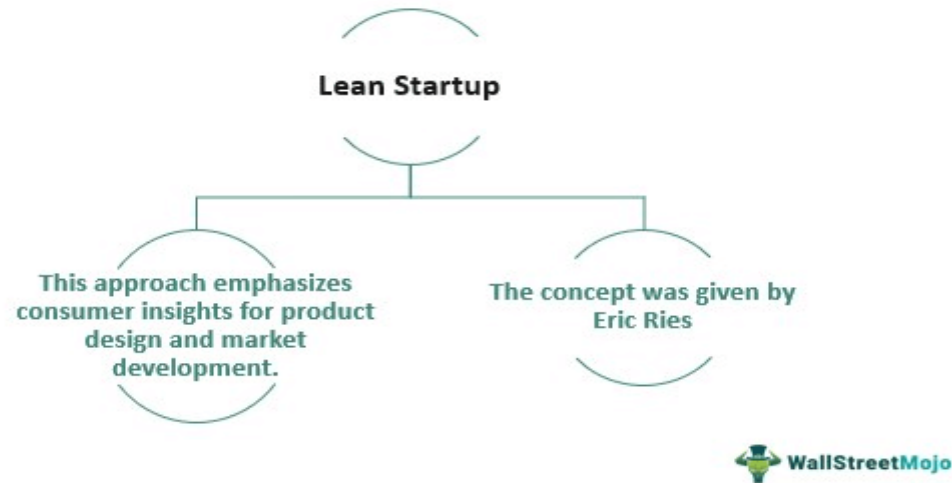 Lean Startup
This approach emphasizes
consumer insights for product
design and market
development.
The concept was given by
Eric Ries
WallStreetMojo